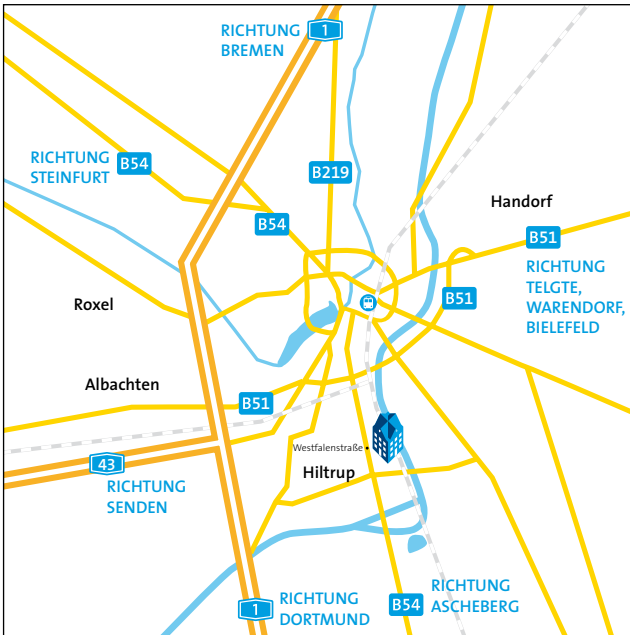 RICHTUNG
BREMEN
1
RICHTUNG
STEINFURT
B54
B219
B54
Handorf
B51
RICHTUNG
TELGTE,
WARENDORF,
BIELEFELD
B51
Roxel
Albachten
B51
Westfalenstraße
Hiltrup
43
RICHTUNG
SENDEN
1
RICHTUNG
DORTMUND
B54
RICHTUNG
ASCHEBERG